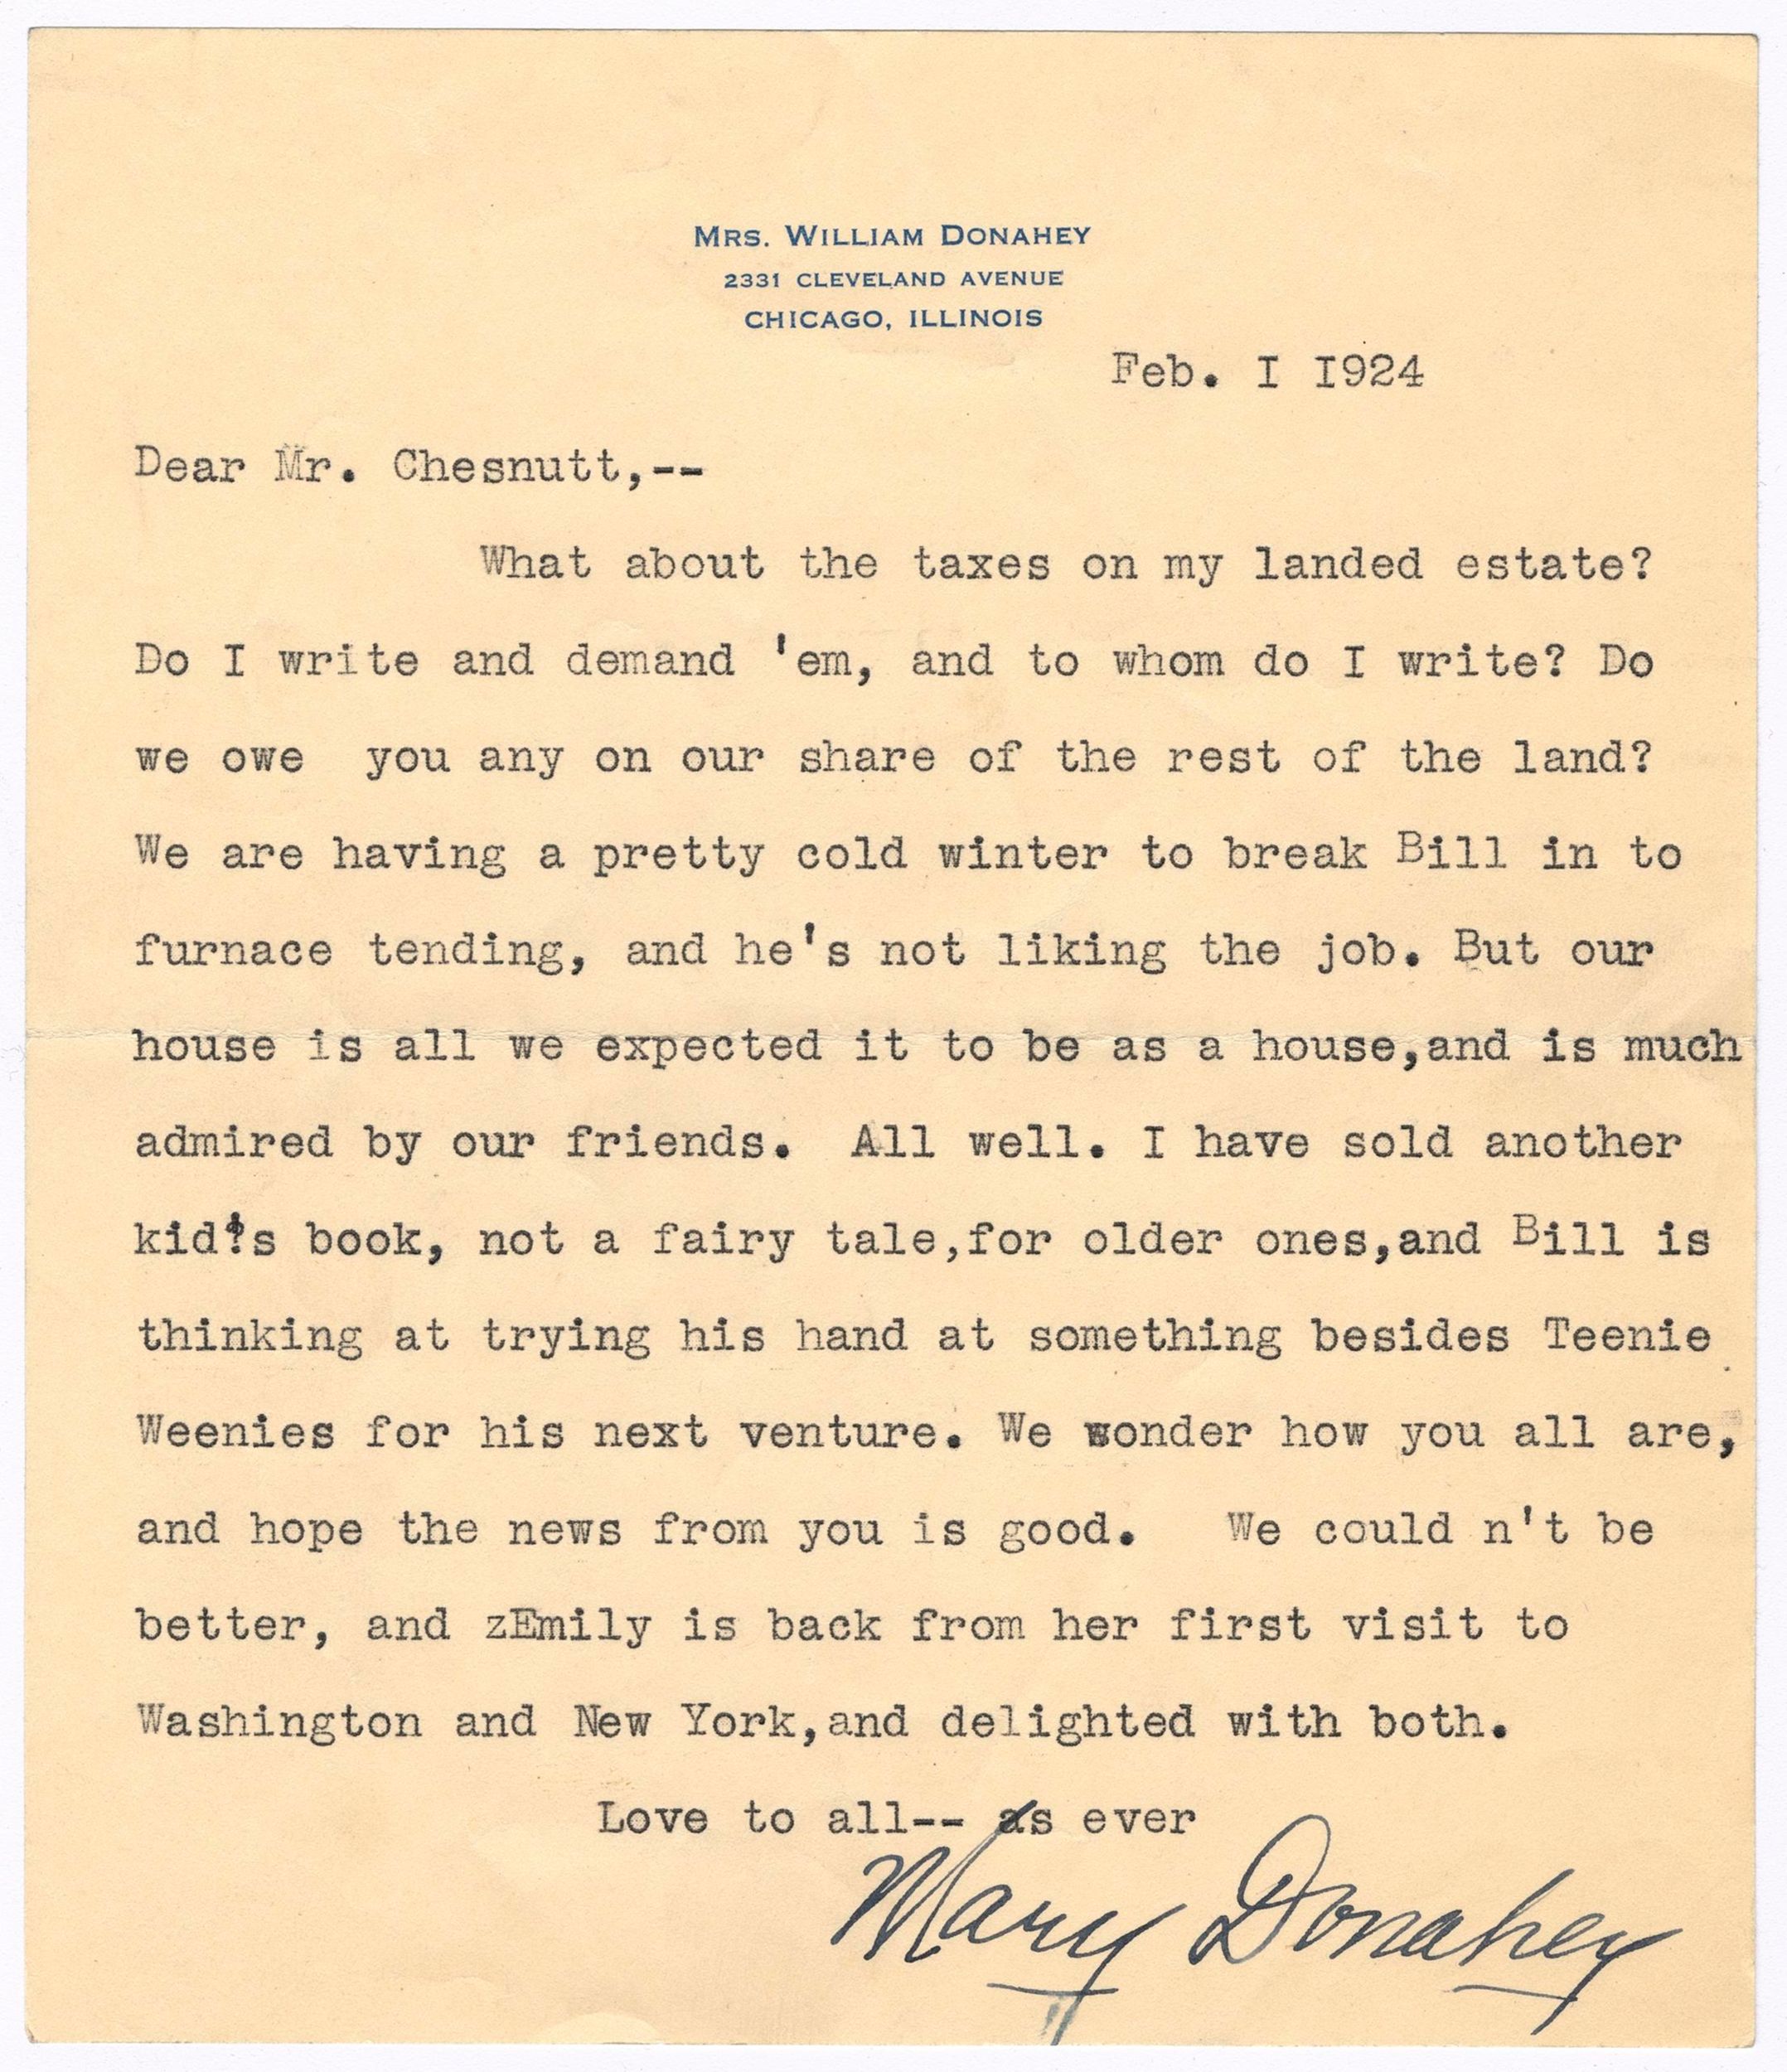 MRS. WILLIAM DONAHEY
2331 CLEVELAND AVENUE
CHICAGO, ILLINOIS
Feb. I I924
Dear Mr. Chesnutt,--
What about the taxes on my landed estate?
Do I write and demand 'em, and to whom do I write? Do
we owe  you any on our share of the rest of the land?
We are having a pretty cold winter to break Bill in to
furnace tending, and he's not liking the job. But our
house is all we expected it to be as a house,and is much
admired by our friends.  All well. I have sold another
kid's book, not a fairy tale,for older ones,and Bill is
thinking at trying his hand at something besides Teenie
Weenies for his next venture. We wonder how you all are,
and hope the news from you is good.   We could n't be
better, and zEmily is back from her first visit to
Washington and New York,and delighted with both.
Love to all-- as ever
Mary Donahey